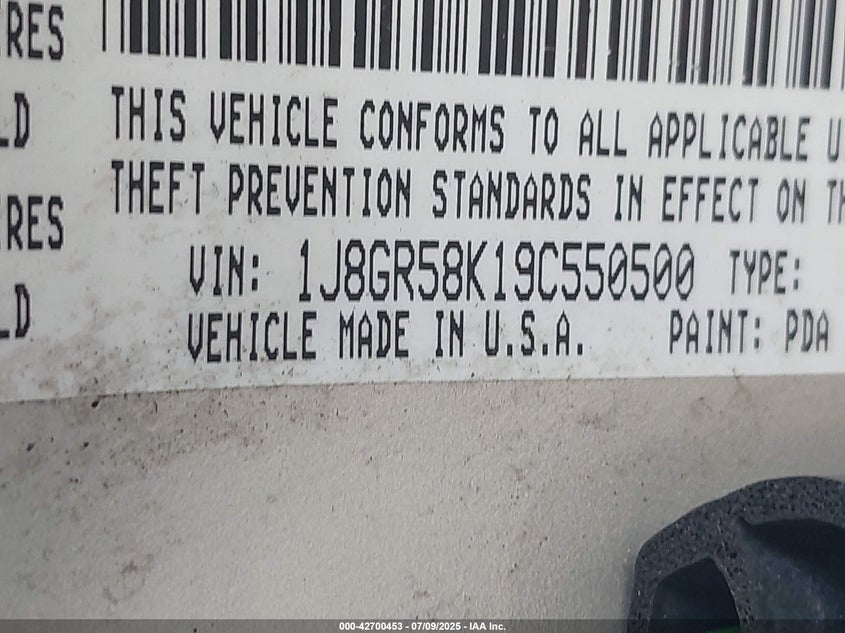 RES
LD
THIS VEHICLE CONFORMS TO ALL APPLICABLE U
THEFT PREVENTION STANDARDS IN EFFECT ON TH
RES
VIN: 1J8GR58K19C550500 TYPE:
LD
VEHICLE MADE IN U.S.A. PAINT: PDA
000-42700453 - 07/09/2025 - IAA Inc.